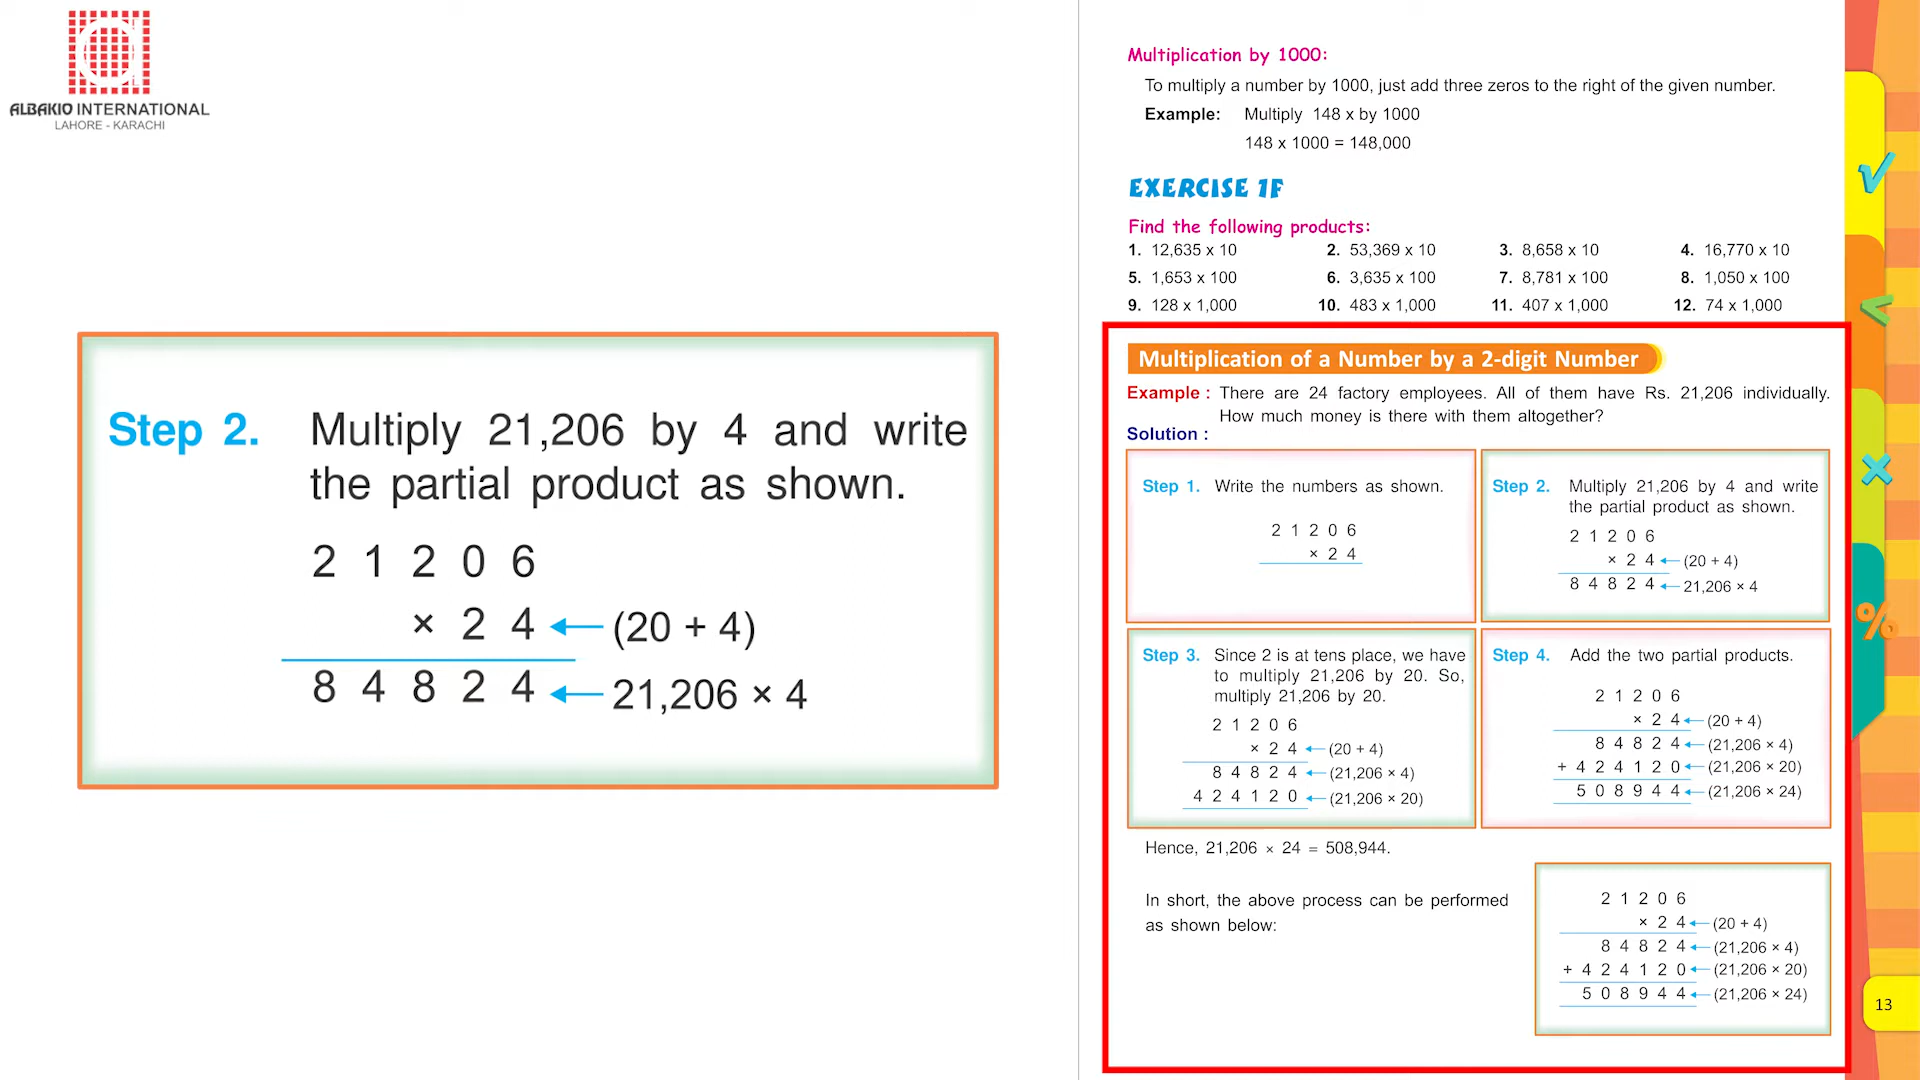 ALBAKIO INTERNATIONAL
LAHORE - KARACHI
Step 2. Multiply 21,206 by 4 and write
the partial product as shown.
2 1 2 0 6
× 2 4 ← (20 + 4)
8 4 8 2 4 ← 21,206 × 4
Multiplication by 1000:
To multiply a number by 1000, just add three zeros to the right of the given number.
Example: Multiply 148 x by 1000
148 x 1000 = 148,000
EXERCISE 1F
Find the following products:
1. 12,635 x 10 2. 53,369 x 10 3. 8,658 x 10 4. 16,770 x 10
5. 1,653 x 100 6. 3,635 x 100 7. 8,781 x 100 8. 1,050 x 100
9. 128 x 1,000 10. 483 x 1,000 11. 407 x 1,000 12. 74 x 1,000
Multiplication of a Number by a 2-digit Number
Example : There are 24 factory employees. All of them have Rs. 21,206 individually.
How much money is there with them altogether?
Solution :
Step 1. Write the numbers as shown.
2 1 2 0 6
× 2 4
Step 2. Multiply 21,206 by 4 and write
the partial product as shown.
2 1 2 0 6
× 2 4 ← (20 + 4)
8 4 8 2 4 ← 21,206 × 4
Step 3. Since 2 is at tens place, we have
to multiply 21,206 by 20. So,
multiply 21,206 by 20.
2 1 2 0 6
× 2 4 ← (20 + 4)
8 4 8 2 4 ← (21,206 × 4)
4 2 4 1 2 0 ← (21,206 × 20)
Step 4. Add the two partial products.
2 1 2 0 6
× 2 4 ← (20 + 4)
8 4 8 2 4 ← (21,206 × 4)
+ 4 2 4 1 2 0 ← (21,206 × 20)
5 0 8 9 4 4 ← (21,206 × 24)
Hence, 21,206 × 24 = 508,944.
In short, the above process can be performed
as shown below:
2 1 2 0 6
× 2 4 ← (20 + 4)
8 4 8 2 4 ← (21,206 × 4)
+ 4 2 4 1 2 0 ← (21,206 × 20)
5 0 8 9 4 4 ← (21,206 × 24)
√
<
×
%
13